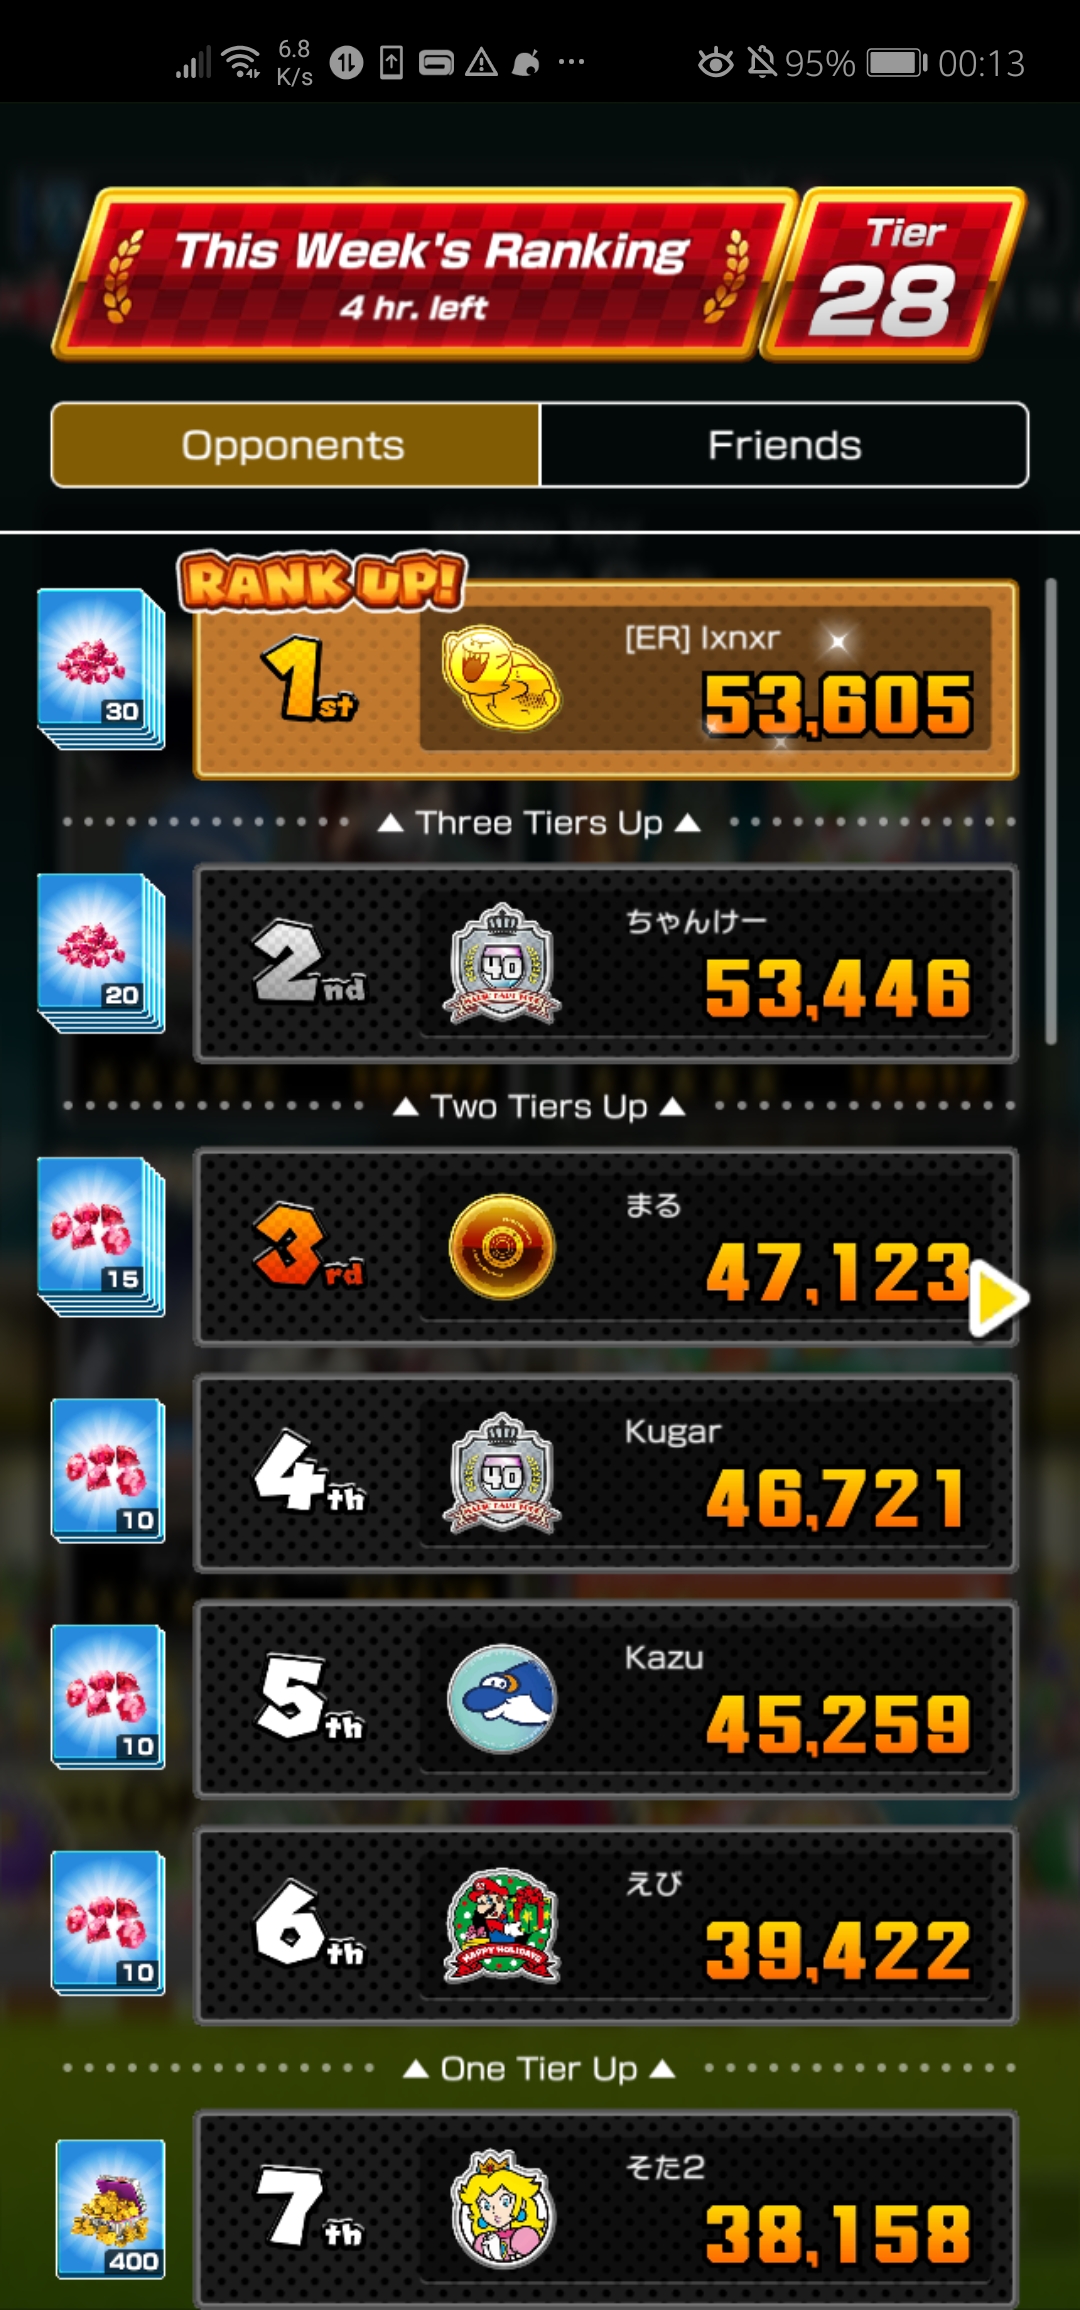 6.8
K/s
95%
00:13
This Week's Ranking
4 hr. left
Tier
28
Opponents
Friends
RANK UP!
30
1st
[ER] lxnxr
53,605
▲ Three Tiers Up ▲
20
2nd
40
ちゃんけー
53,446
▲ Two Tiers Up ▲
15
3rd
まる
47,123
10
4th
40
Kugar
46,721
10
5th
Kazu
45,259
10
6th
HAPPY HOLIDAYS
えび
39,422
▲ One Tier Up ▲
400
7th
そた2
38,158